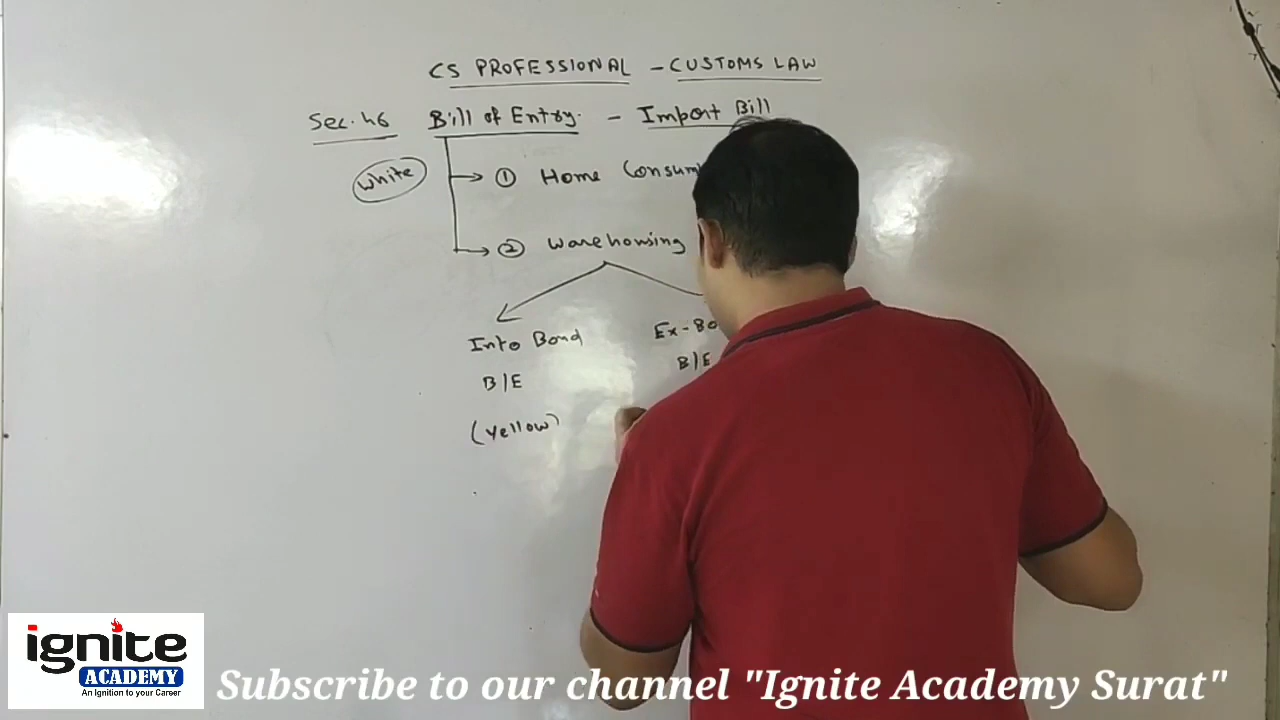 CS PROFESSIONAL - CUSTOMS LAW
Sec. 46 Bill of Entry. - Import Bill
White
① Home Consum
② Warehousing
Into Bond
B/E
(Yellow)
Ex-Bo
B/E
ignite
ACADEMY
An Ignition to your Career
Subscribe to our channel "Ignite Academy Surat"